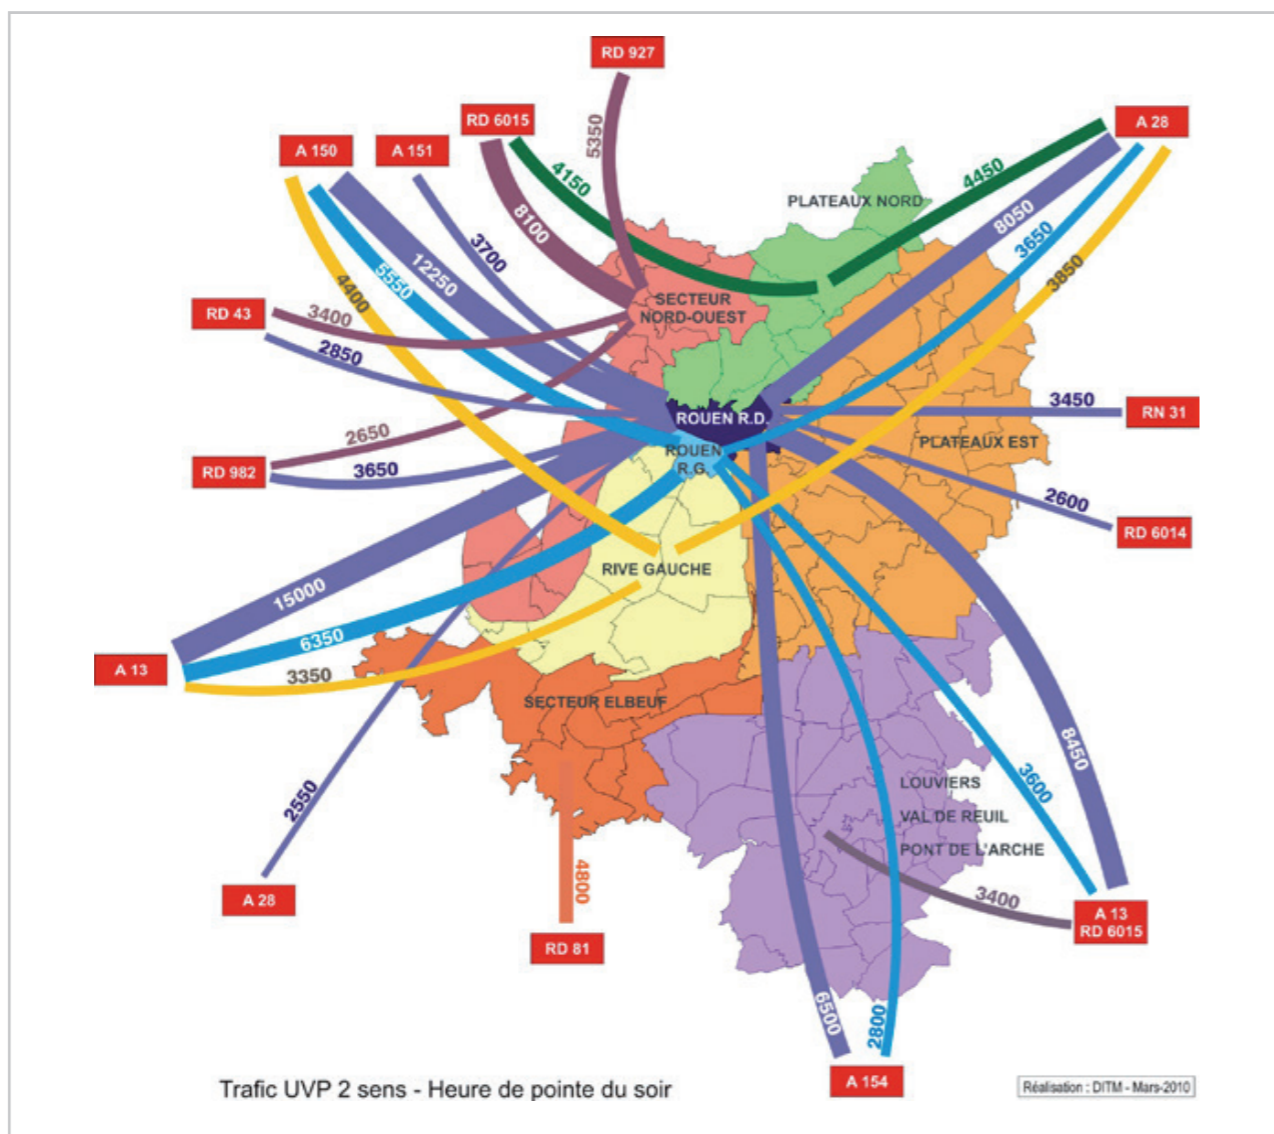 RD 927
RD 6015
A 28
A 150
A 151
5350
4150
4450
PLATEAUX NORD
8100
8050
3700
12250
5550
3650
3850
4400
RD 43
3400
SECTEUR
NORD-OUEST
2850
ROUEN R.D.
3450
RN 31
2650
PLATEAUX EST
ROUEN
R.G.
RD 982
3650
2600
RD 6014
RIVE GAUCHE
15000
6350
A 13
3350
SECTEUR ELBEUF
8450
2550
3600
LOUVIERS
VAL DE REUIL
PONT DE L'ARCHE
4800
3400
A 28
A 13
RD 6015
RD 81
6500
2800
A 154
Trafic UVP 2 sens - Heure de pointe du soir
Réalisation : DITM - Mars-2010